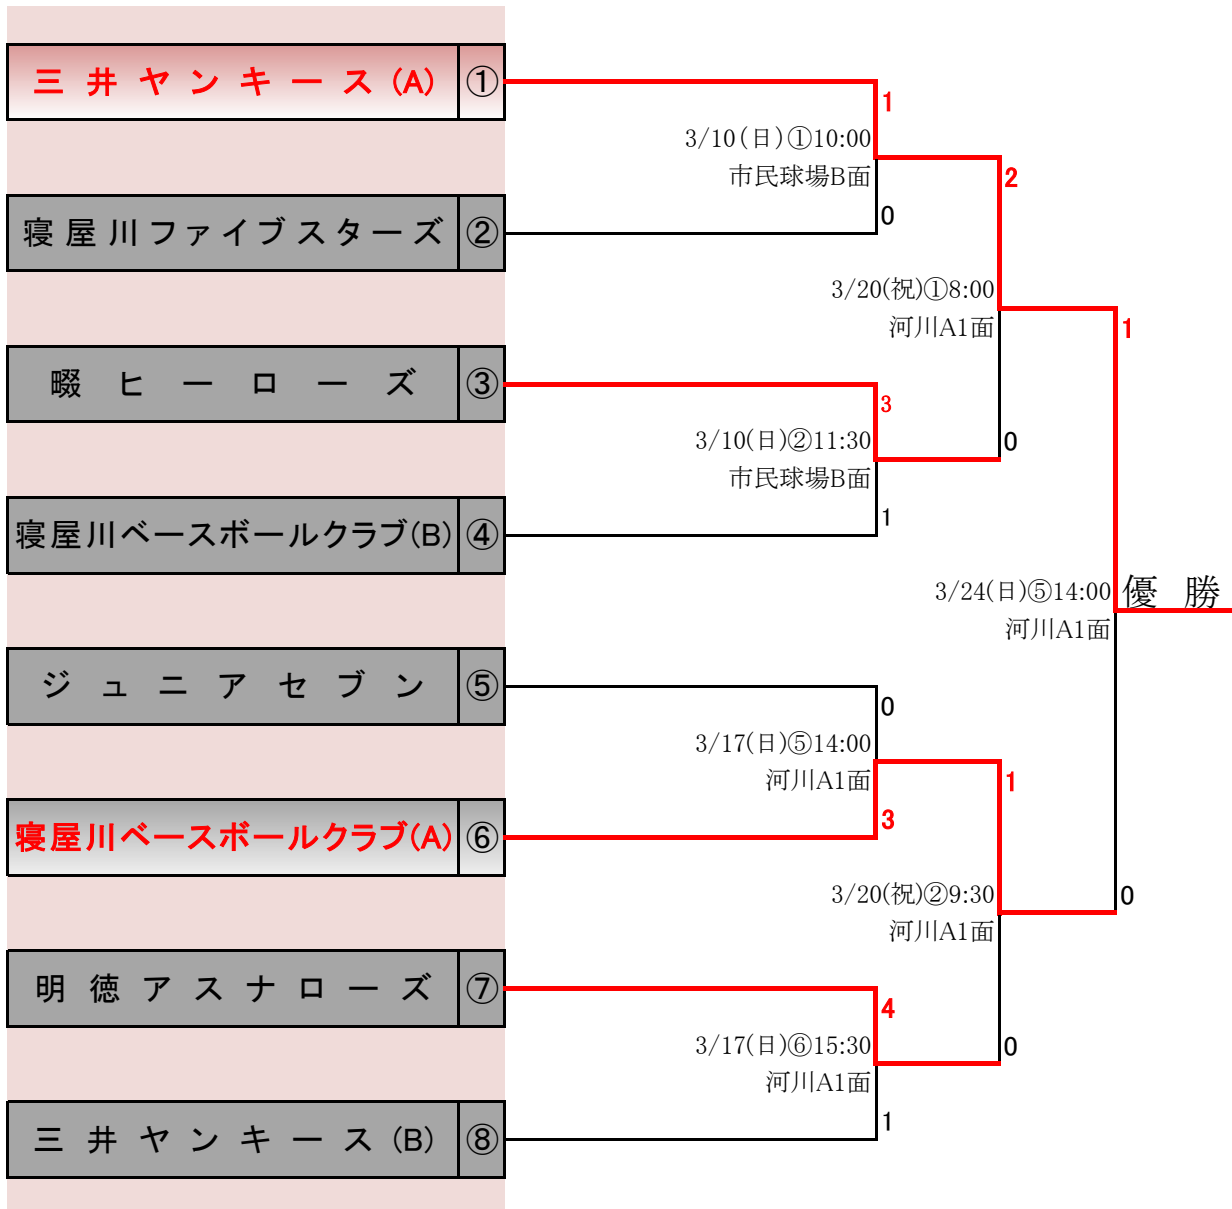 三井ヤンキース(A) ①
1
3/10(日)①10:00
市民球場B面
2
寝屋川ファイブスターズ ②
0
3/20(祝)①8:00
河川A1面
1
畷ヒーローズ ③
3
3/10(日)②11:30
市民球場B面
0
寝屋川ベースボールクラブ(B) ④
1
3/24(日)⑤14:00
河川A1面
優勝
ジュニアセブン ⑤
0
3/17(日)⑤14:00
河川A1面
1
寝屋川ベースボールクラブ(A) ⑥
3
3/20(祝)②9:30
河川A1面
0
明徳アスナローズ ⑦
4
3/17(日)⑥15:30
河川A1面
0
三井ヤンキース(B) ⑧
1